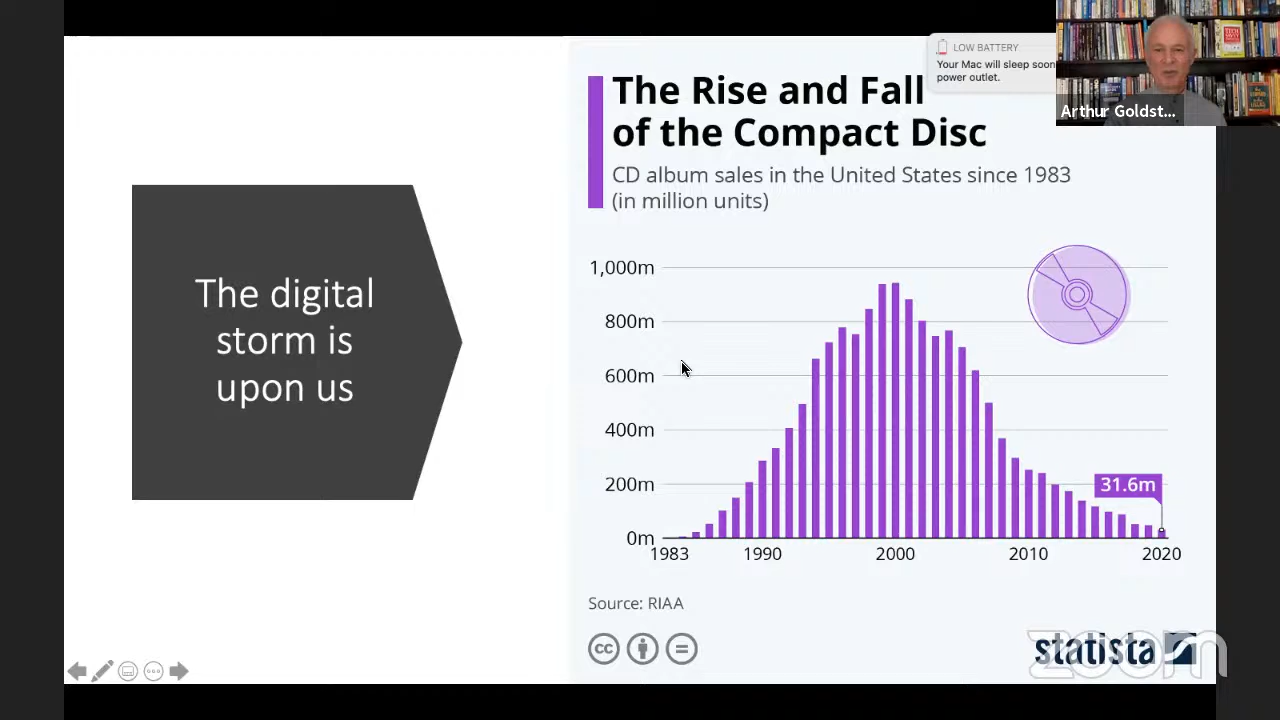 The digital
storm is
upon us
LOW BATTERY
Your Mac will sleep soon
power outlet.
Arthur Goldst...
The Rise and Fall
of the Compact Disc
CD album sales in the United States since 1983
(in million units)
1,000m
800m
600m
400m
200m
0m
31.6m
1983 1990 2000 2010 2020
Source: RIAA
cc
statista
zoom